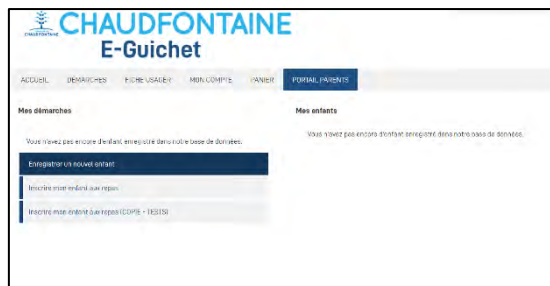 CHAUDFONTAINE
CHAUDFONTAINE
E-Guichet
ACCUEIL DÉMARCHES FICHE USAGER MON COMPTE PANIER PORTAIL PARENTS
Mes démarches
Vous n'avez pas encore d'enfant enregistré dans notre base de données.
Enregistrer un nouvel enfant
Inscrire mon enfant aux repas
Inscrire mon enfant aux repas (COPIE - TESTS)
Mes enfants
Vous n'avez pas encore d'enfant enregistré dans notre base de données.